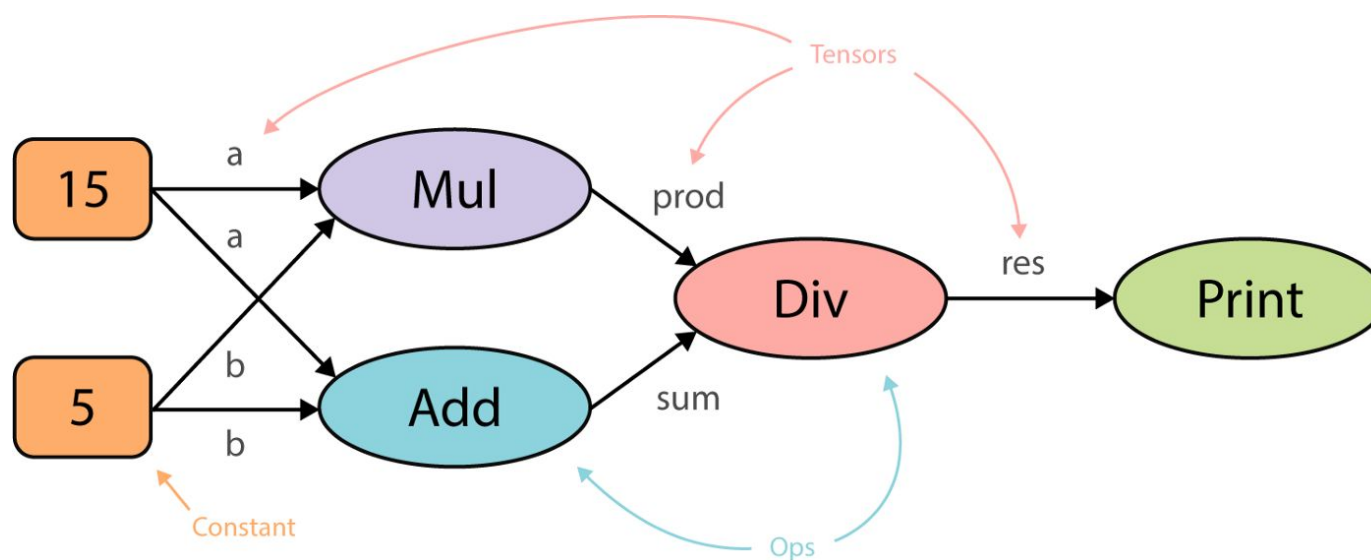 Tensors
a
15
Mul
prod
a
res
Div
Print
b
5
Add
sum
b
Constant
Ops